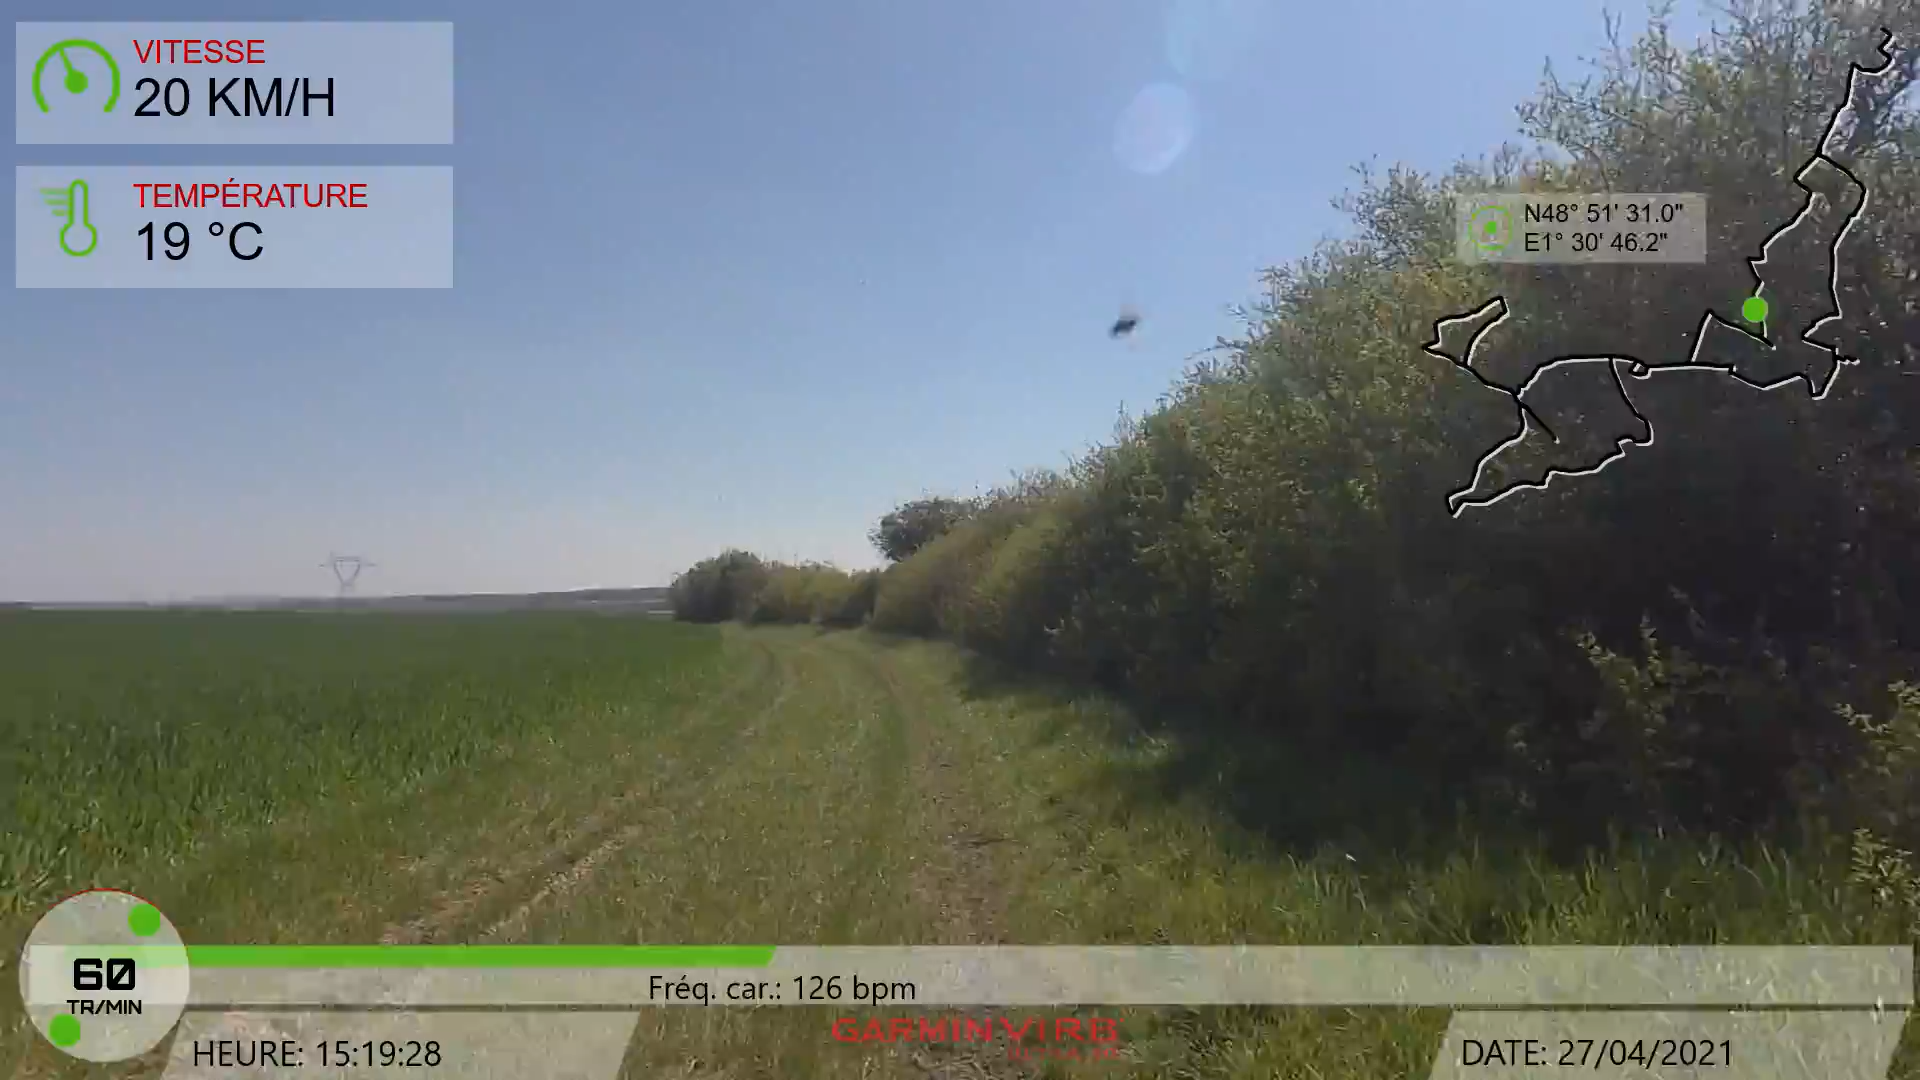 VITESSE
20 KM/H
TEMPÉRATURE
19 °C
N48° 51' 31.0"
E1° 30' 46.2"
60
TR/MIN
Fréq. car.: 126 bpm
GARMIN VIRB
HEURE: 15:19:28
DATE: 27/04/2021